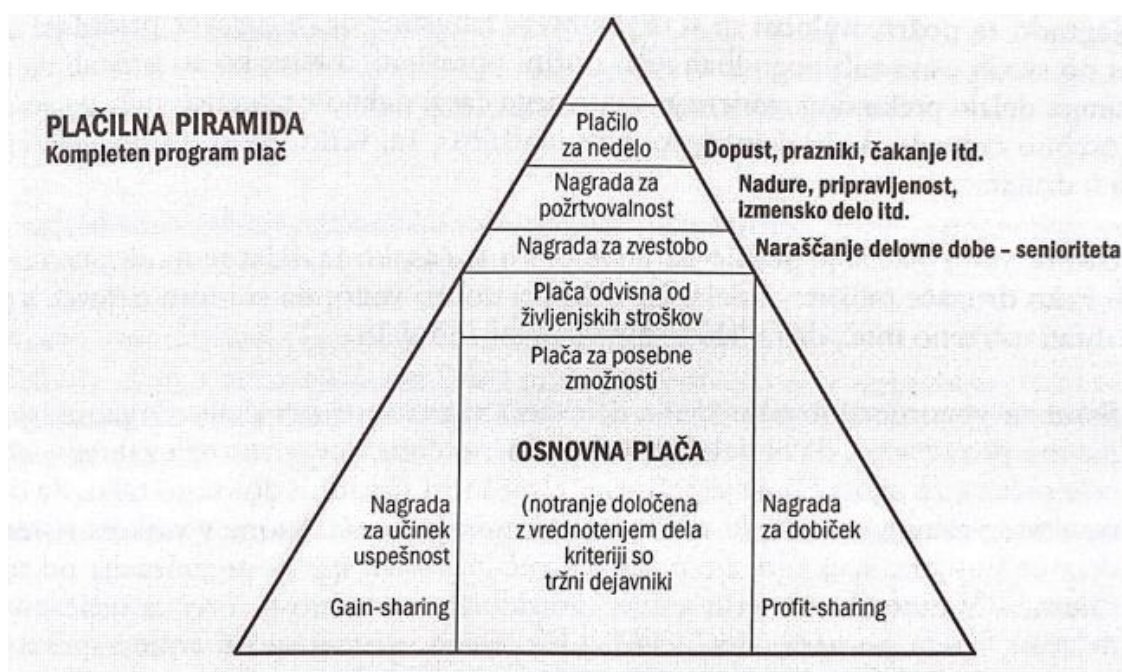 PLAČILNA PIRAMIDA
Kompleten program plač
Plačilo
za nedelo
Dopust, prazniki, čakanje itd.
Nagrada za
požrtvovalnost
Nadure, pripravljenost,
izmensko delo itd.
Nagrada za zvestobo
Naraščanje delovne dobe – senioriteta
Plača odvisna od
življenjskih stroškov
Plača za posebne
zmožnosti
OSNOVNA PLAČA
Nagrada
za učinek
uspešnost
Gain-sharing
(notranje določena
z vrednotenjem dela
kriteriji so
tržni dejavniki
Nagrada
za dobiček
Profit-sharing